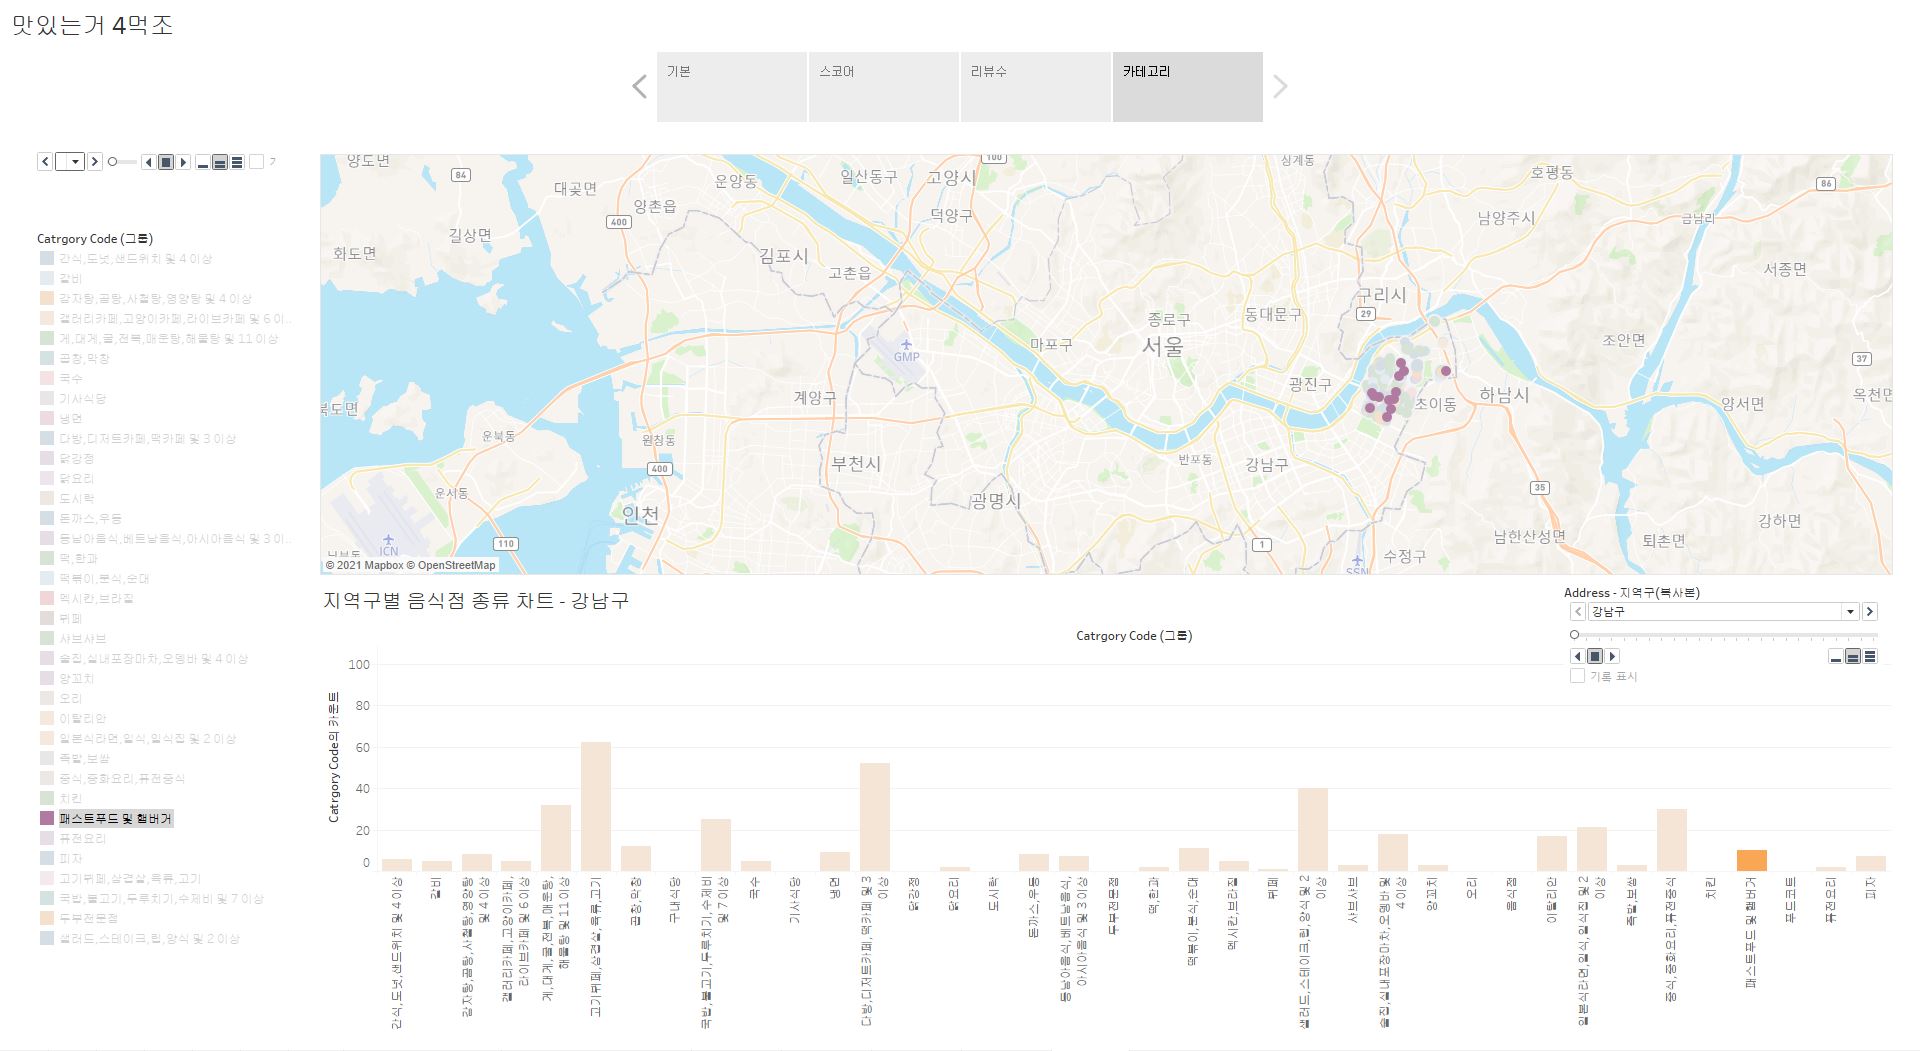 맛있는거 4먹조
기본
스코어
리뷰수
카테고리
Catrgory Code (그룹)
간식,도넛,샌드위치 및 4 이상
갈비
감자탕,곰탕,사철탕,영양탕 및 4 이상
갤러리카페,고양이카페,라이브카페 및 6 이..
게,대게,굴,전복,매운탕,해물탕 및 11 이상
곱창,막창
국수
기사식당
냉면
다방,디저트카페,떡카페 및 3 이상
닭강정
닭요리
도시락
돈까스,우동
동남아음식,베트남음식,아시아음식 및 3 이..
떡,한과
떡볶이,분식,순대
멕시칸,브라질
뷔페
샤브샤브
술집,실내포장마차,오뎅바 및 4 이상
양꼬치
오리
이탈리안
일본식라면,일식,일식집 및 2 이상
족발,보쌈
중식,중화요리,퓨전중식
치킨
패스트푸드 및 햄버거
퓨전요리
피자
고기뷔페,삼겹살,육류,고기
국밥,불고기,두루치기,수제비 및 7 이상
두부전문점
샐러드,스테이크,립,양식 및 2 이상
양도면
84
대곶면
운양동
일산동구
고양시
100
상계동
호평동
86
양촌읍
400
덕양구
남양주시
금남리
길상면
화도면
김포시
고촌읍
서종면
구리시
29
종로구
동대문구
서울
마포구
GMP
조안면
37
광진구
하남시
계양구
초이동
양서면
옥천면
북도면
운북동
원창동
400
부천시
반포동
강남구
운서동
광명시
35
인천
강하면
ICN
110
1
남한산성면
퇴촌면
수정구
SSN
© 2021 Mapbox © OpenStreetMap
지역구별 음식점 종류 차트 - 강남구
Address - 지역구(복사본)
강남구
기록 표시
Catrgory Code (그룹)
Catrgory Code의 카운트
100
80
60
40
20
0
간식,도넛,샌드위치 및 4 이상
갈비
감자탕,곰탕,사철탕,영양탕
및 4 이상
갤러리카페,고양이카페,
라이브카페 및 6 이상
게,대게,굴,전복,매운탕,
해물탕 및 11 이상
고기뷔페,삼겹살,육류,고기
곱창,막창
구내식당
국밥,불고기,두루치기,수제비
및 7 이상
국수
기사식당
냉면
다방,디저트카페,떡카페 및 3
이상
닭강정
닭요리
도시락
돈까스,우동
동남아음식,베트남음식,
아시아음식 및 3 이상
두부전문점
떡,한과
떡볶이,분식,순대
멕시칸,브라질
뷔페
샐러드,스테이크,립,양식 및 2
이상
샤브샤브
술집,실내포장마차,오뎅바 및
4 이상
양꼬치
오리
음식점
이탈리안
일본식라면,일식,일식집 및 2
이상
족발,보쌈
중식,중화요리,퓨전중식
치킨
패스트푸드 및 햄버거
푸드코트
퓨전요리
피자